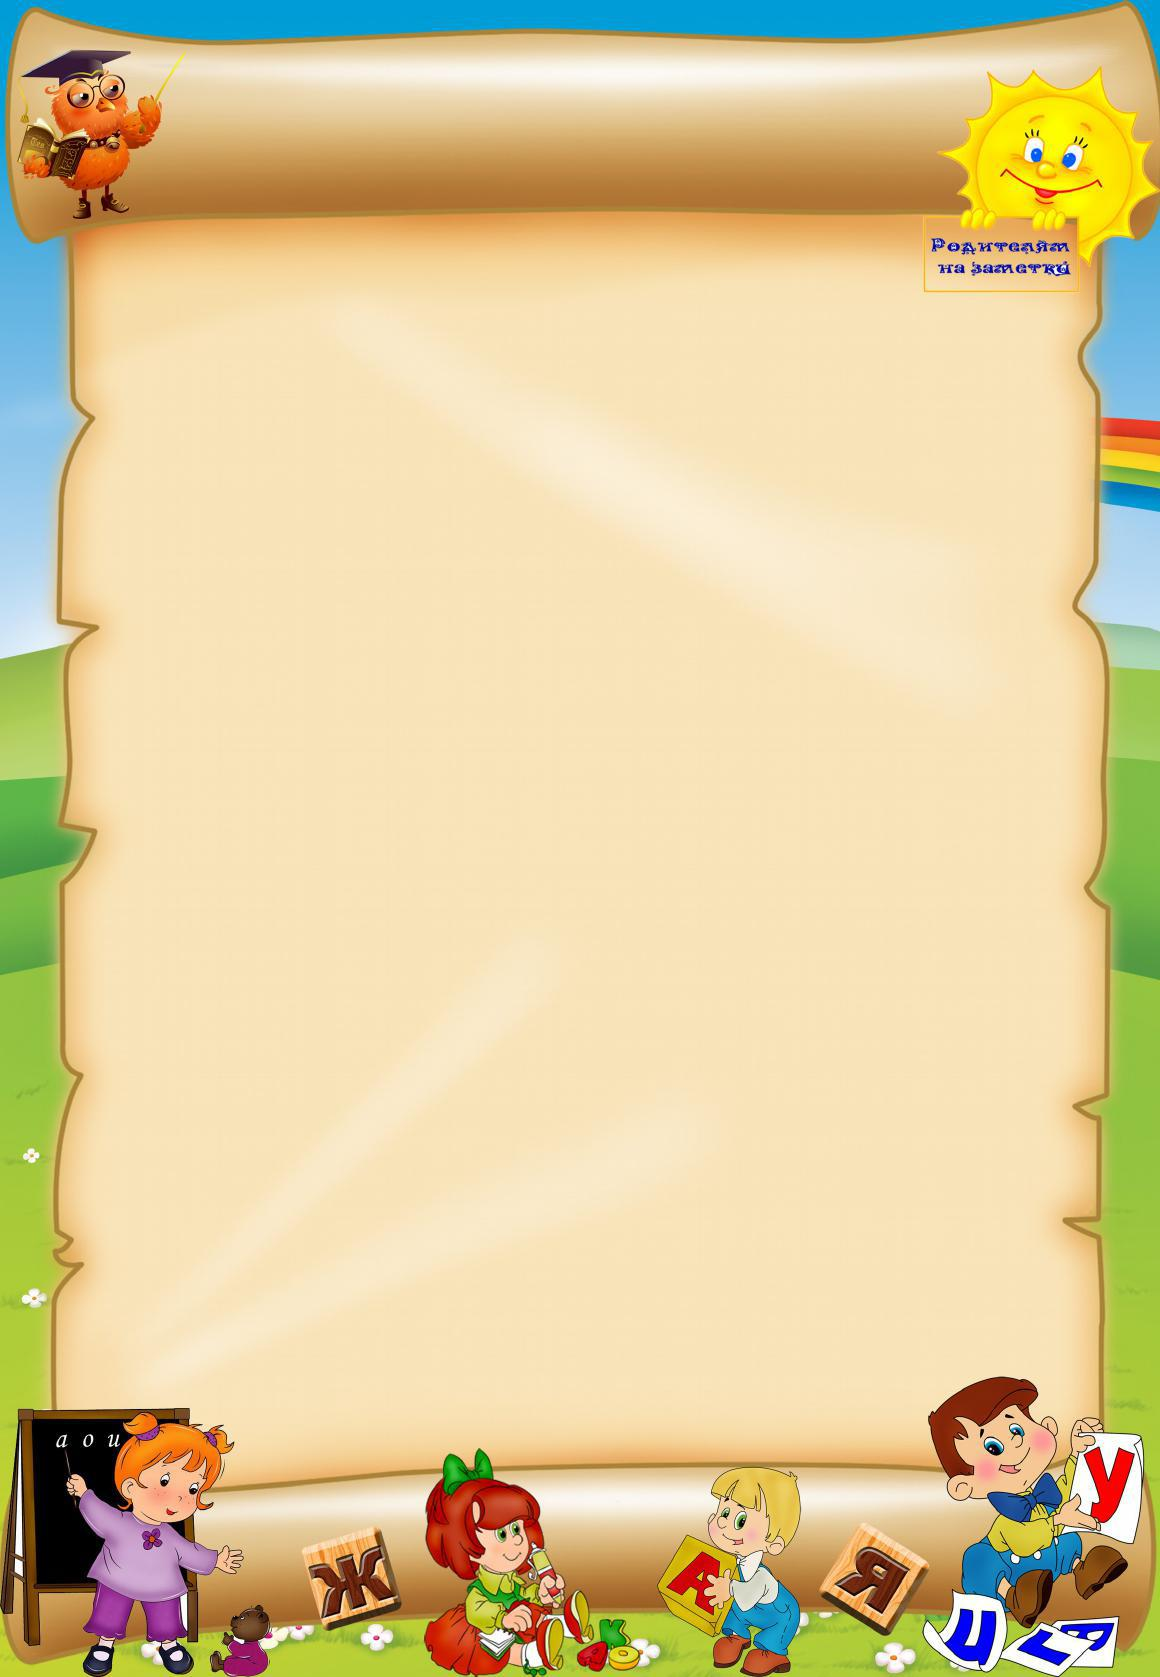 Родителям
на заметку
а о и
Ж
А
Я
У
а
К
о
И